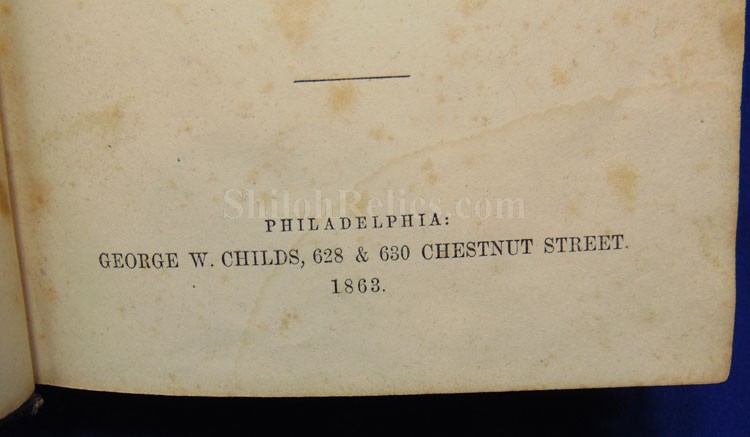 ShilohRelics.com
PHILADELPHIA:
GEORGE W. CHILDS, 628 & 630 CHESTNUT STREET.
1863.